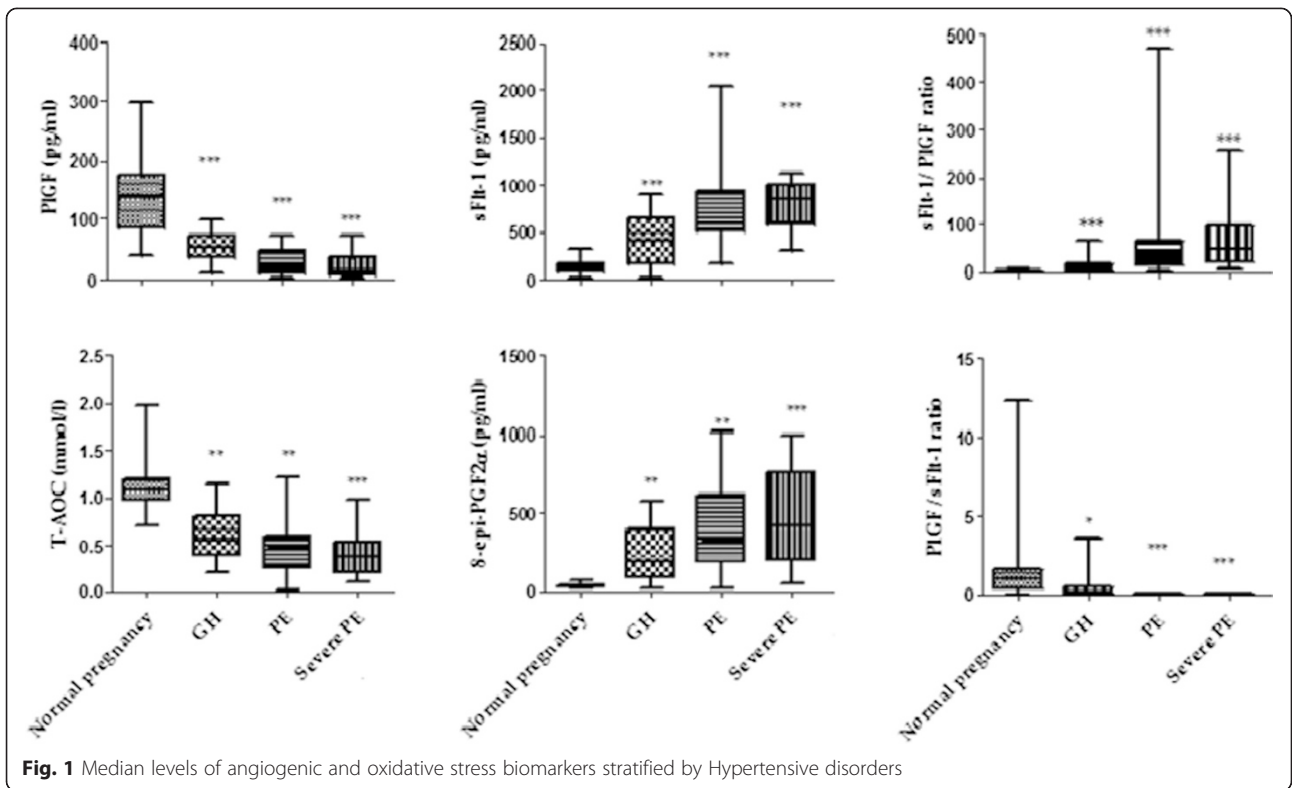 400
300
200
100
0
PlGF (pg/ml)
***
***
***
2500
2000
1500
1000
500
0
sFlt-1 (pg/ml)
***
***
***
500
400
300
200
100
0
sFlt-1/ PlGF ratio
***
***
***
2.5
2.0
1.5
1.0
0.5
0.0
T-AOC (mmol/l)
**
**
***
Normal pregnancy
GH
PE
Severe PE
1500
1000
500
0
8-epi-PGF2α (pg/ml)
**
**
***
Normal pregnancy
GH
PE
Severe PE
15
10
5
0
PlGF/sFlt-1 ratio
*
***
***
Normal pregnancy
GH
PE
Severe PE
Fig. 1 Median levels of angiogenic and oxidative stress biomarkers stratified by Hypertensive disorders